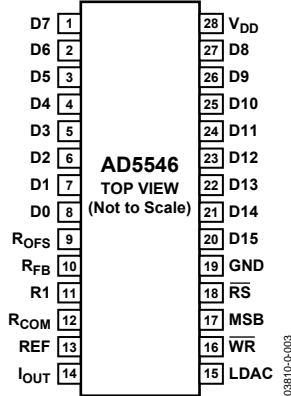 D7 1 28 VDD
D6 2 27 D8
D5 3 26 D9
D4 4 25 D10
D3 5 24 D11
D2 6 23 D12
D1 7 22 D13
D0 8 21 D14
ROFS 9 20 D15
RFB 10 19 GND
R1 11 18 R̅S̅
RCOM 12 17 MSB
REF 13 16 W̅R̅
IOUT 14 15 LDAC
AD5546
TOP VIEW
(Not to Scale)
03810-0-003